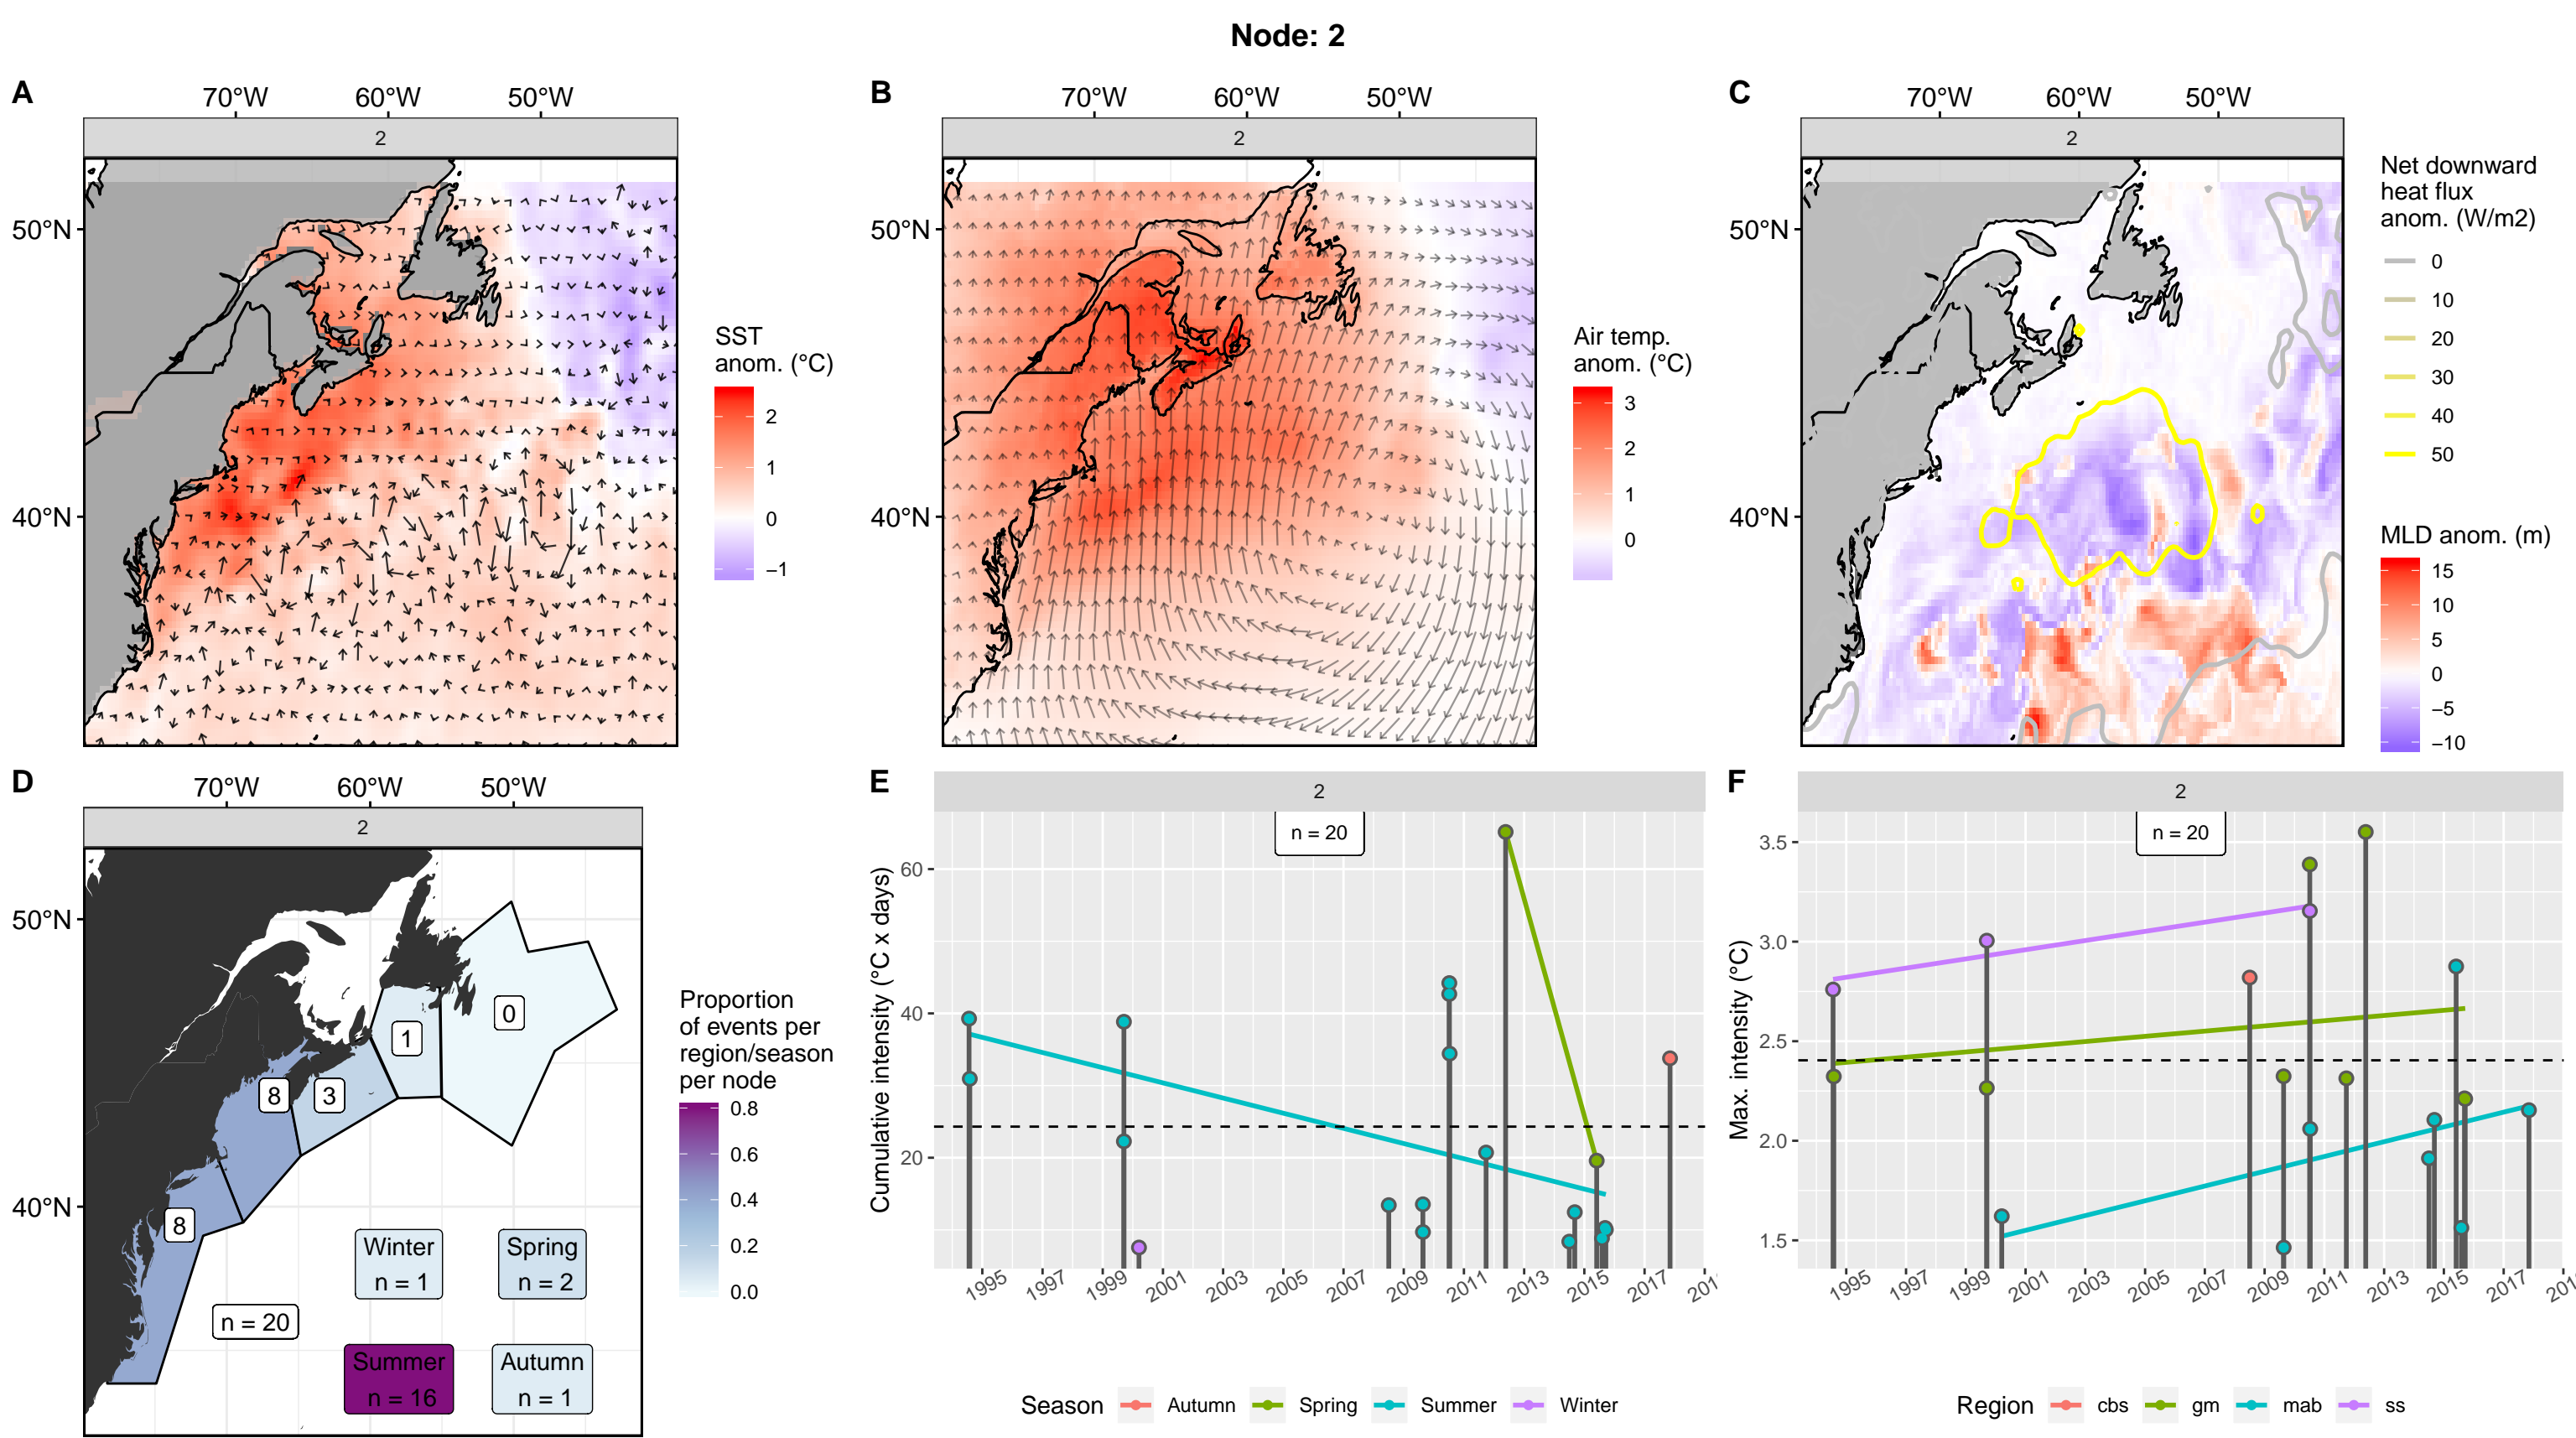 Node: 2
A
70°W 60°W 50°W
2
50°N
40°N
SST
anom. (°C)
2
1
0
−1
B
70°W 60°W 50°W
2
50°N
40°N
Air temp.
anom. (°C)
3
2
1
0
C
70°W 60°W 50°W
2
50°N
40°N
Net downward
heat flux
anom. (W/m2)
0
10
20
30
40
50
MLD anom. (m)
15
10
5
0
−5
−10
D
70°W 60°W 50°W
2
50°N
40°N
0
1
8
3
8
n = 20
Winter
n = 1
Spring
n = 2
Summer
n = 16
Autumn
n = 1
Proportion
of events per
region/season
per node
0.8
0.6
0.4
0.2
0.0
E
2
n = 20
Cumulative intensity (°C x days)
60
40
20
1995 1997 1999 2001 2003 2005 2007 2009 2011 2013 2015 2017 201
Season Autumn Spring Summer Winter
F
2
n = 20
Max. intensity (°C)
3.5
3.0
2.5
2.0
1.5
1995 1997 1999 2001 2003 2005 2007 2009 2011 2013 2015 2017 201
Region cbs gm mab ss